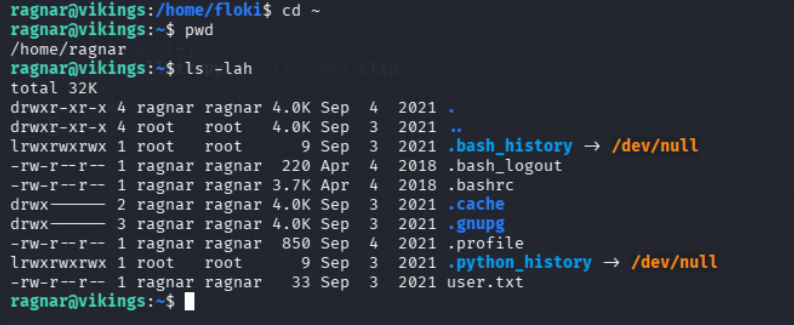 ragnar@vikings:/home/floki$ cd ~
ragnar@vikings:~$ pwd
/home/ragnar
ragnar@vikings:~$ ls -lah
total 32K
drwxr-xr-x 4 ragnar ragnar 4.0K Sep  4  2021 .
drwxr-xr-x 4 root   root   4.0K Sep  3  2021 ..
lrwxrwxrwx 1 root   root      9 Sep  3  2021 .bash_history → /dev/null
-rw-r--r-- 1 ragnar ragnar  220 Apr  4  2018 .bash_logout
-rw-r--r-- 1 ragnar ragnar 3.7K Apr  4  2018 .bashrc
drwx------ 2 ragnar ragnar 4.0K Sep  3  2021 .cache
drwx------ 3 ragnar ragnar 4.0K Sep  3  2021 .gnupg
-rw-r--r-- 1 ragnar ragnar  850 Sep  4  2021 .profile
lrwxrwxrwx 1 root   root      9 Sep  3  2021 .python_history → /dev/null
-rw-r--r-- 1 ragnar ragnar   33 Sep  3  2021 user.txt
ragnar@vikings:~$